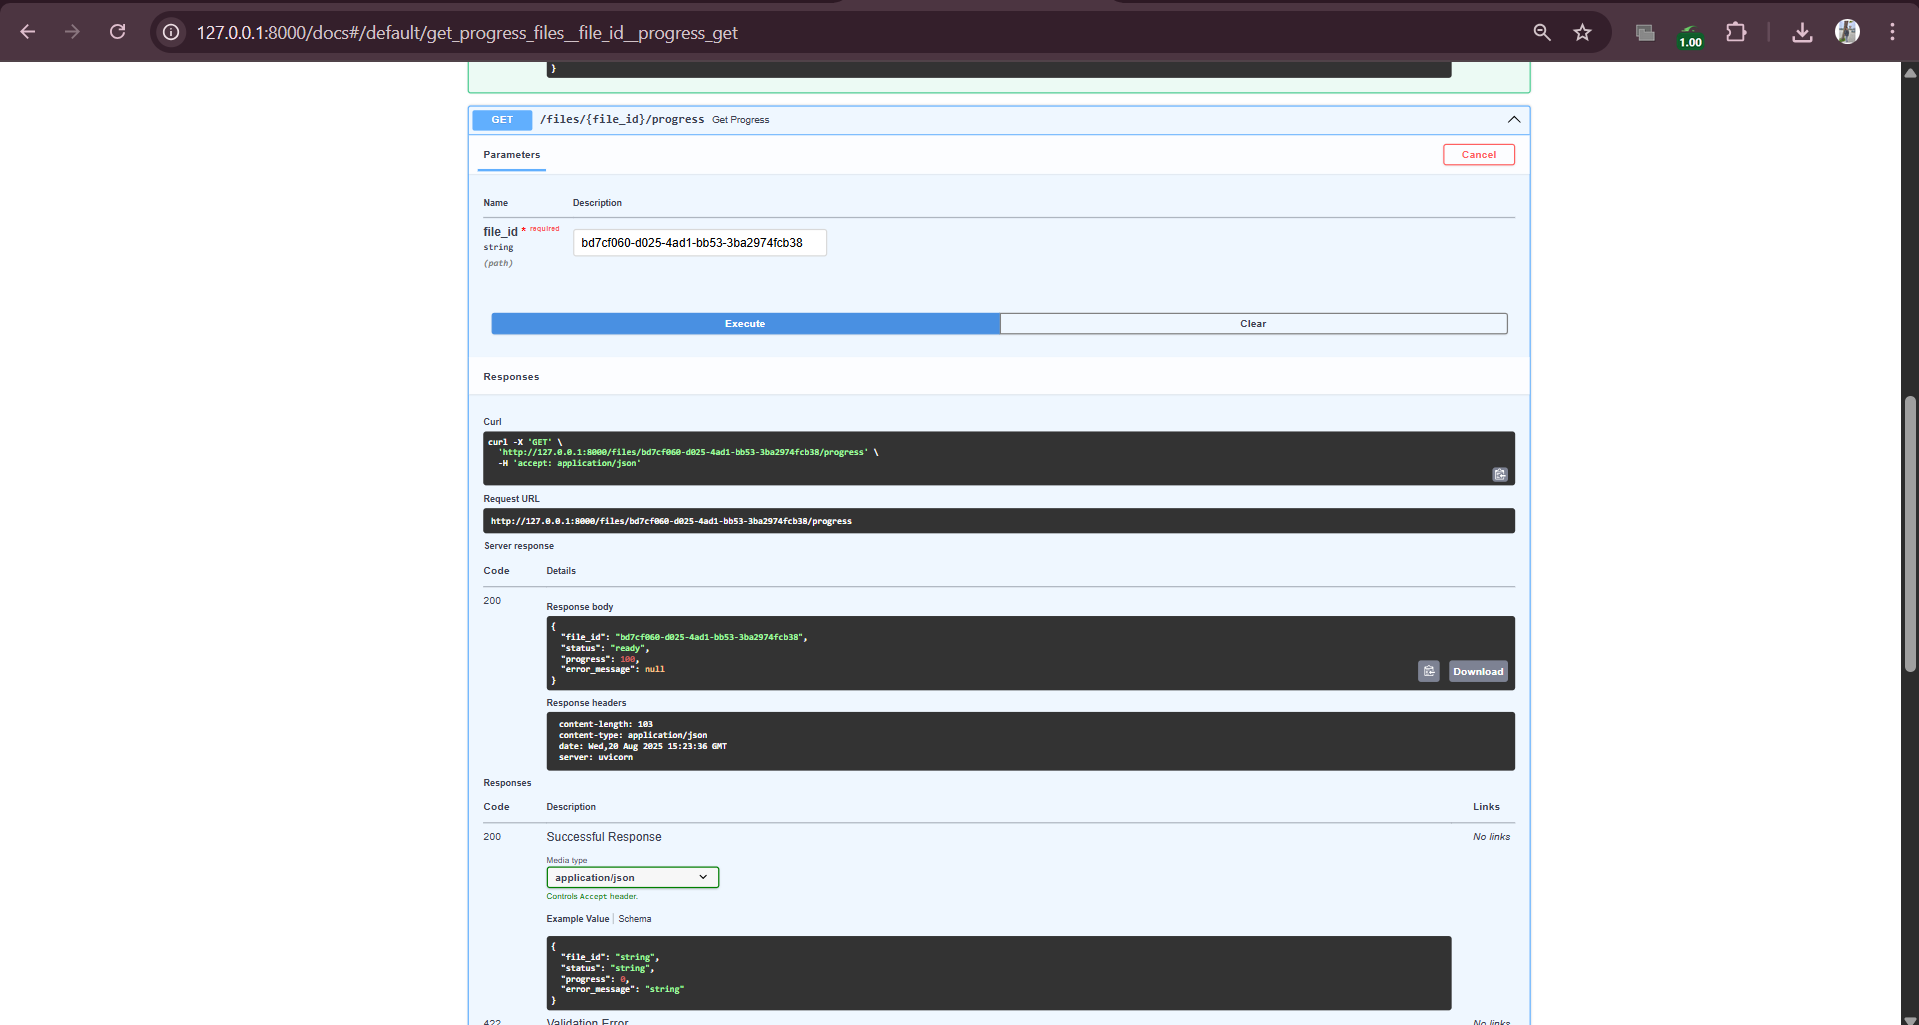 127.0.0.1:8000/docs#/default/get_progress_files__file_id__progress_get
1.00
}
GET /files/{file_id}/progress Get Progress
Parameters
Cancel
Name Description
file_id * required
string
(path)
bd7cf060-d025-4ad1-bb53-3ba2974fcb38
Execute Clear
Responses
Curl
curl -X 'GET' \
'http://127.0.0.1:8000/files/bd7cf060-d025-4ad1-bb53-3ba2974fcb38/progress' \
-H 'accept: application/json'
Request URL
http://127.0.0.1:8000/files/bd7cf060-d025-4ad1-bb53-3ba2974fcb38/progress
Server response
Code Details
200
Response body
{
"file_id": "bd7cf060-d025-4ad1-bb53-3ba2974fcb38",
"status": "ready",
"progress": 100,
"error_message": null
}
Download
Response headers
content-length: 103
content-type: application/json
date: Wed,20 Aug 2025 15:23:36 GMT
server: uvicorn
Responses
Code Description Links
200 Successful Response No links
Media type
application/json
Controls Accept header.
Example Value Schema
{
"file_id": "string",
"status": "string",
"progress": 0,
"error_message": "string"
}
422 Validation Error No links